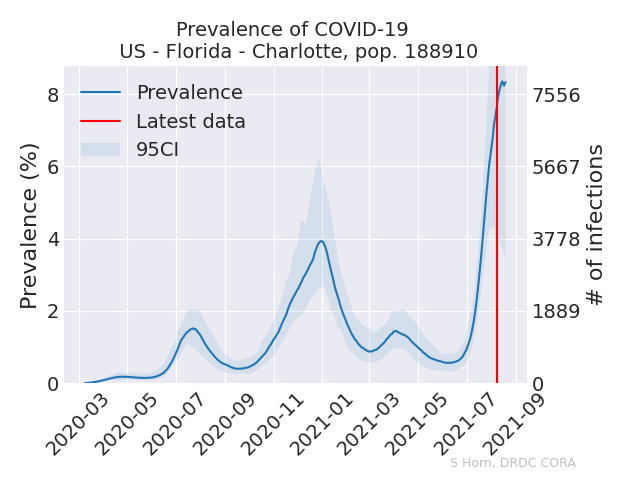 Prevalence of COVID-19
US - Florida - Charlotte, pop. 188910
Prevalence
Latest data
95CI
Prevalence (%)
8
6
4
2
0
7556
5667
3778
1889
0
# of infections
2020-03
2020-05
2020-07
2020-09
2020-11
2021-01
2021-03
2021-05
2021-07
2021-09
S Horn, DRDC CORA